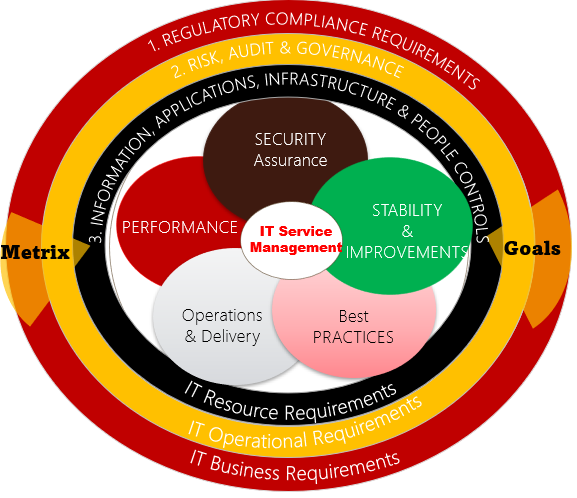 1. REGULATORY COMPLIANCE REQUIREMENTS
2. RISK, AUDIT & GOVERNANCE
3. INFORMATION, APPLICATIONS, INFRASTRUCTURE & PEOPLE CONTROLS
SECURITY
Assurance
PERFORMANCE
STABILITY
&
IMPROVEMENTS
IT Service
Management
Metrix
Goals
Operations
& Delivery
Best
PRACTICES
IT Resource Requirements
IT Operational Requirements
IT Business Requirements